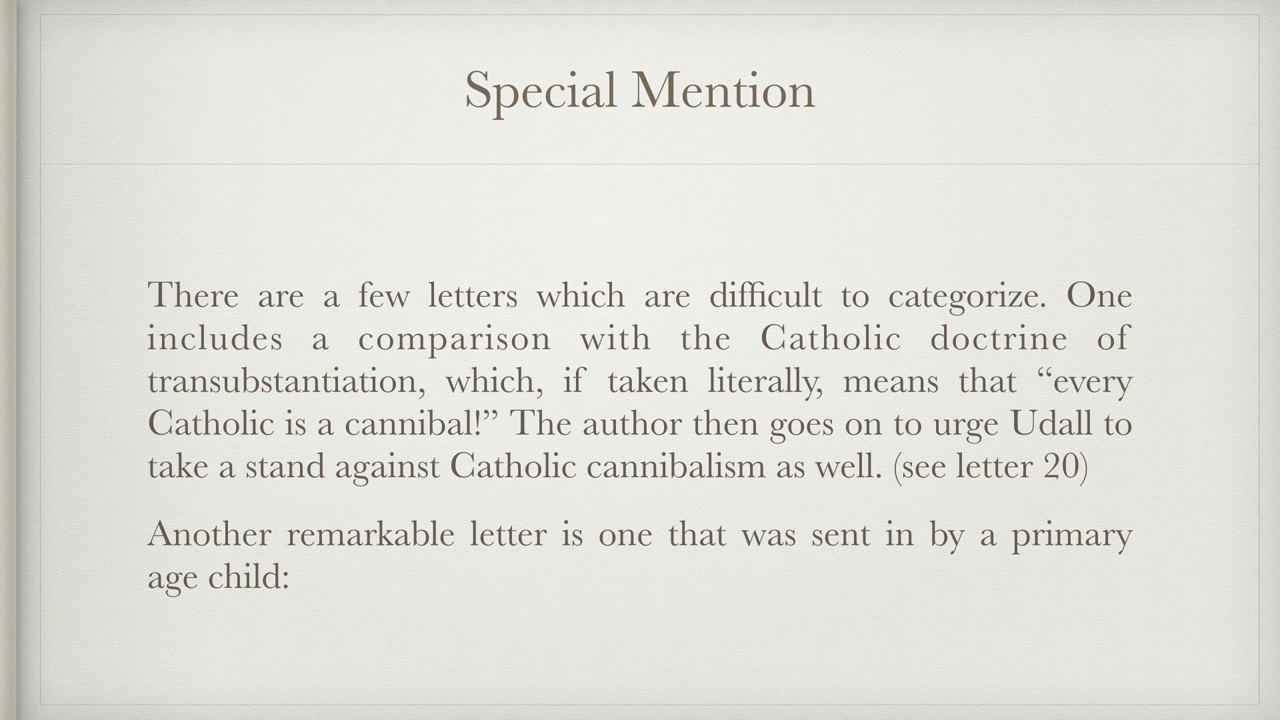 Special Mention
There are a few letters which are difficult to categorize. One
includes a comparison with the Catholic doctrine of
transubstantiation, which, if taken literally, means that “every
Catholic is a cannibal!” The author then goes on to urge Udall to
take a stand against Catholic cannibalism as well. (see letter 20)
Another remarkable letter is one that was sent in by a primary
age child: